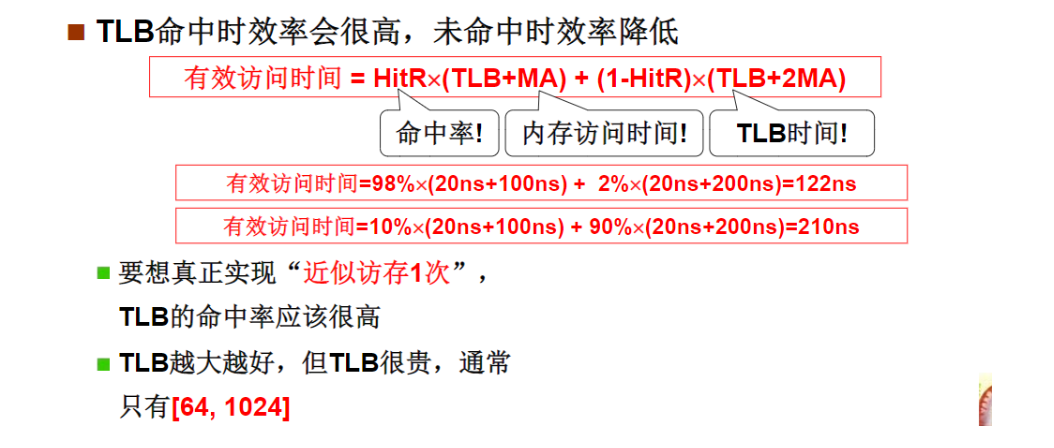 TLB命中时效率会很高，未命中时效率降低
有效访问时间 = HitR×(TLB+MA) + (1-HitR)×(TLB+2MA)
命中率! 内存访问时间! TLB时间!
有效访问时间=98%×(20ns+100ns) + 2%×(20ns+200ns)=122ns
有效访问时间=10%×(20ns+100ns) + 90%×(20ns+200ns)=210ns
要想真正实现“近似访存1次”，
TLB的命中率应该很高
TLB越大越好，但TLB很贵，通常
只有[64, 1024]